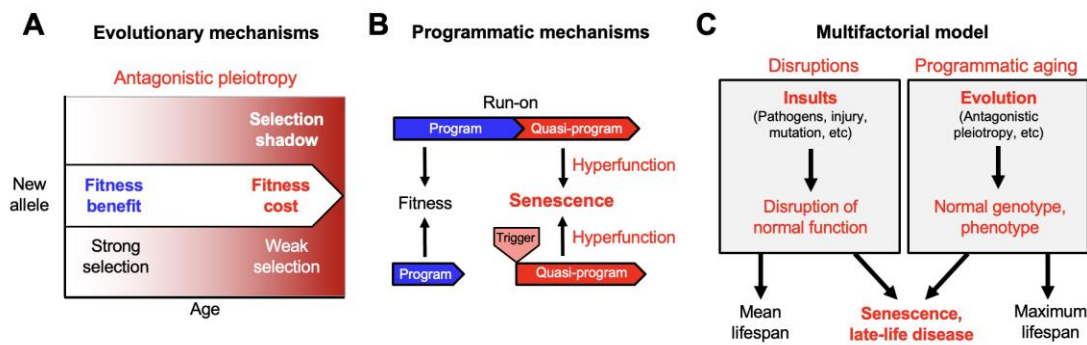 A
Evolutionary mechanisms
Antagonistic pleiotropy
Selection
shadow
New
allele
Fitness
benefit
Fitness
cost
Strong
selection
Weak
selection
Age
B
Programmatic mechanisms
Run-on
Program
Quasi-program
Hyperfunction
Fitness
Senescence
Trigger
Hyperfunction
Program
Quasi-program
C
Multifactorial model
Disruptions
Programmatic aging
Insults
(Pathogens, injury,
mutation, etc)
Disruption of
normal function
Evolution
(Antagonistic
pleiotropy, etc)
Normal genotype,
phenotype
Mean
lifespan
Senescence,
late-life disease
Maximum
lifespan